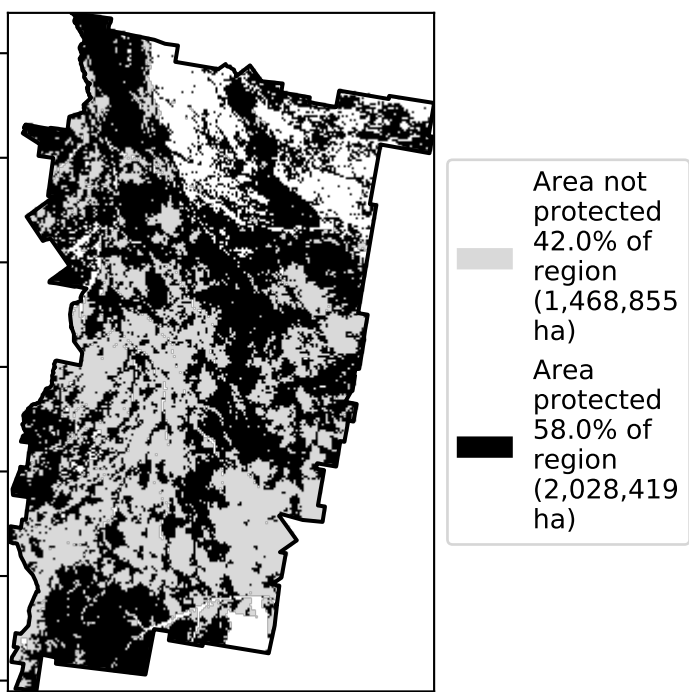 Area not
protected
42.0% of
region
(1,468,855
ha)
Area
protected
58.0% of
region
(2,028,419
ha)